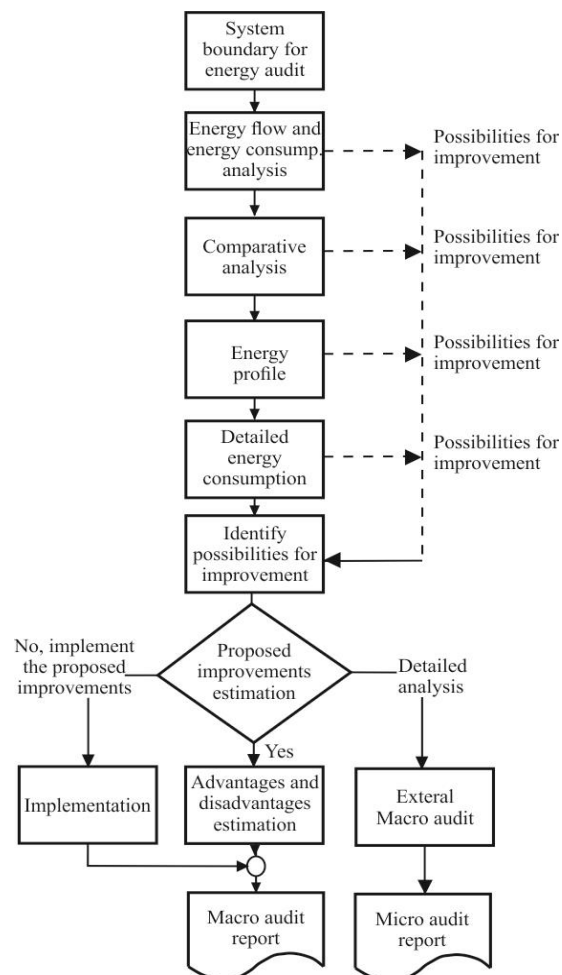 System
boundary for
energy audit
Energy flow and
energy consump.
analysis
Possibilities for
improvement
Comparative
analysis
Possibilities for
improvement
Energy
profile
Possibilities for
improvement
Detailed
energy
consumption
Possibilities for
improvement
Identify
possibilities for
improvement
No, implement
the proposed
improvements
Proposed
improvements
estimation
Detailed
analysis
Yes
Implementation
Advantages and
disadvantages
estimation
Exteral
Macro audit
Macro audit
report
Micro audit
report